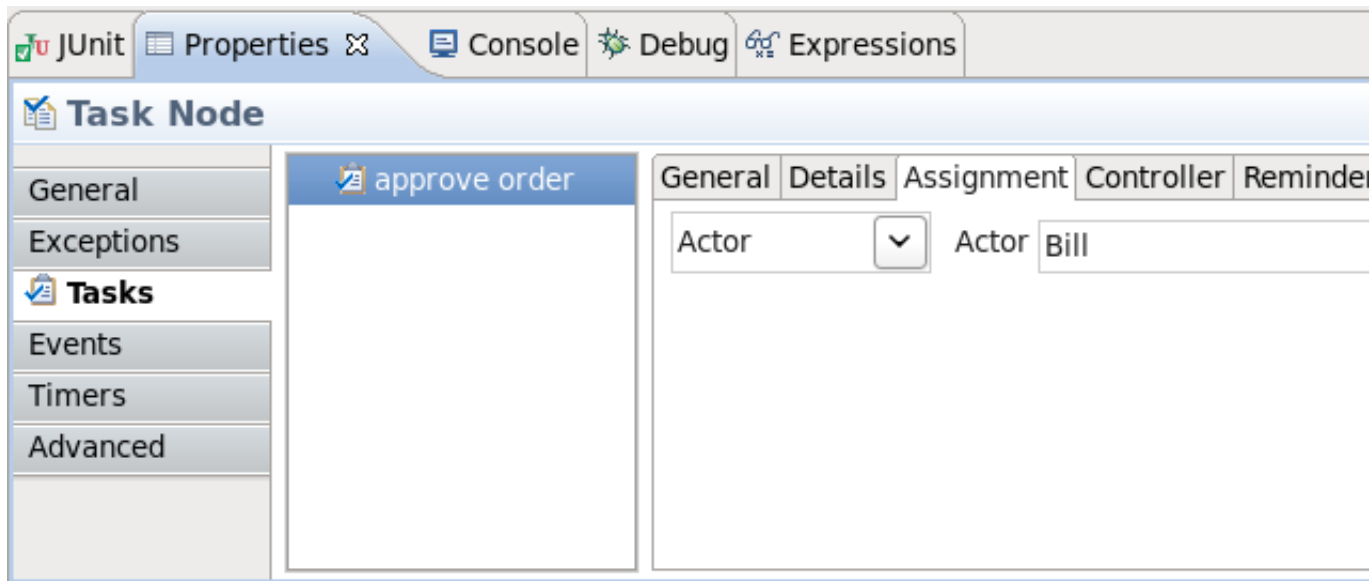 JUnit Properties Console Debug Expressions
Task Node
General
Exceptions
Tasks
Events
Timers
Advanced
approve order
General Details Assignment Controller Reminder
Actor Actor Bill